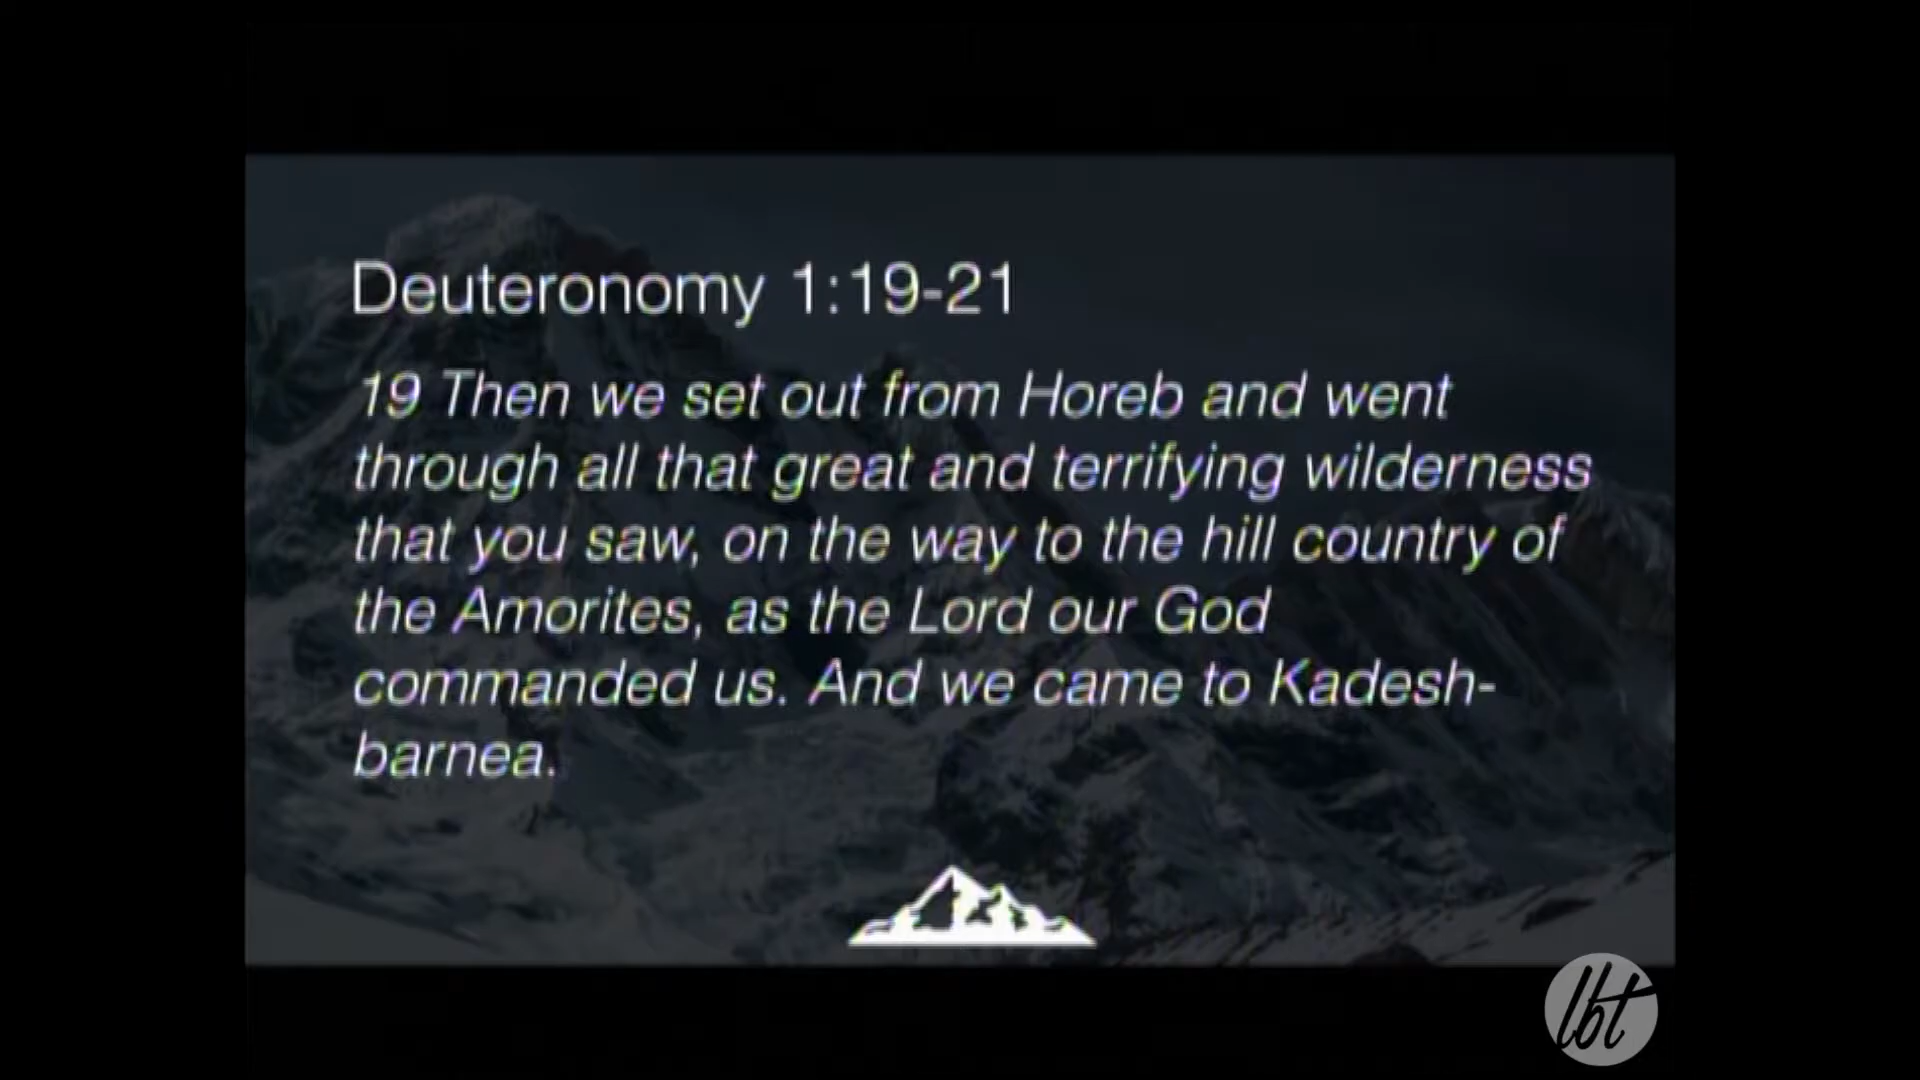 Deuteronomy 1:19-21
19 Then we set out from Horeb and went
through all that great and terrifying wilderness
that you saw, on the way to the hill country of
the Amorites, as the Lord our God
commanded us. And we came to Kadesh-
barnea.
lbt